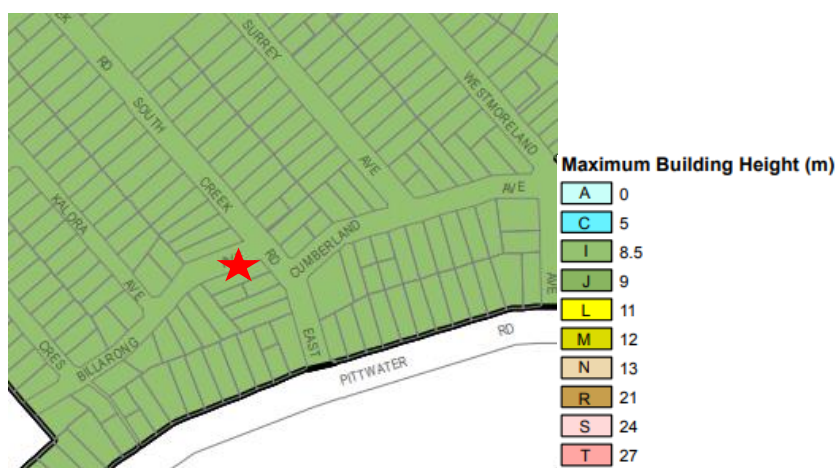 SURREY
RD
WESTMORELAND
SOUTH
Maximum Building Height (m)
AVE
A 0
AVE
CREEK
KALORA
C 5
I 8.5
RD
CUMBERLAND
J 9
AVE
AVE
L 11
EAST
M 12
CRES
BILLARONG
RD
N 13
PITTWATER
R 21
S 24
T 27